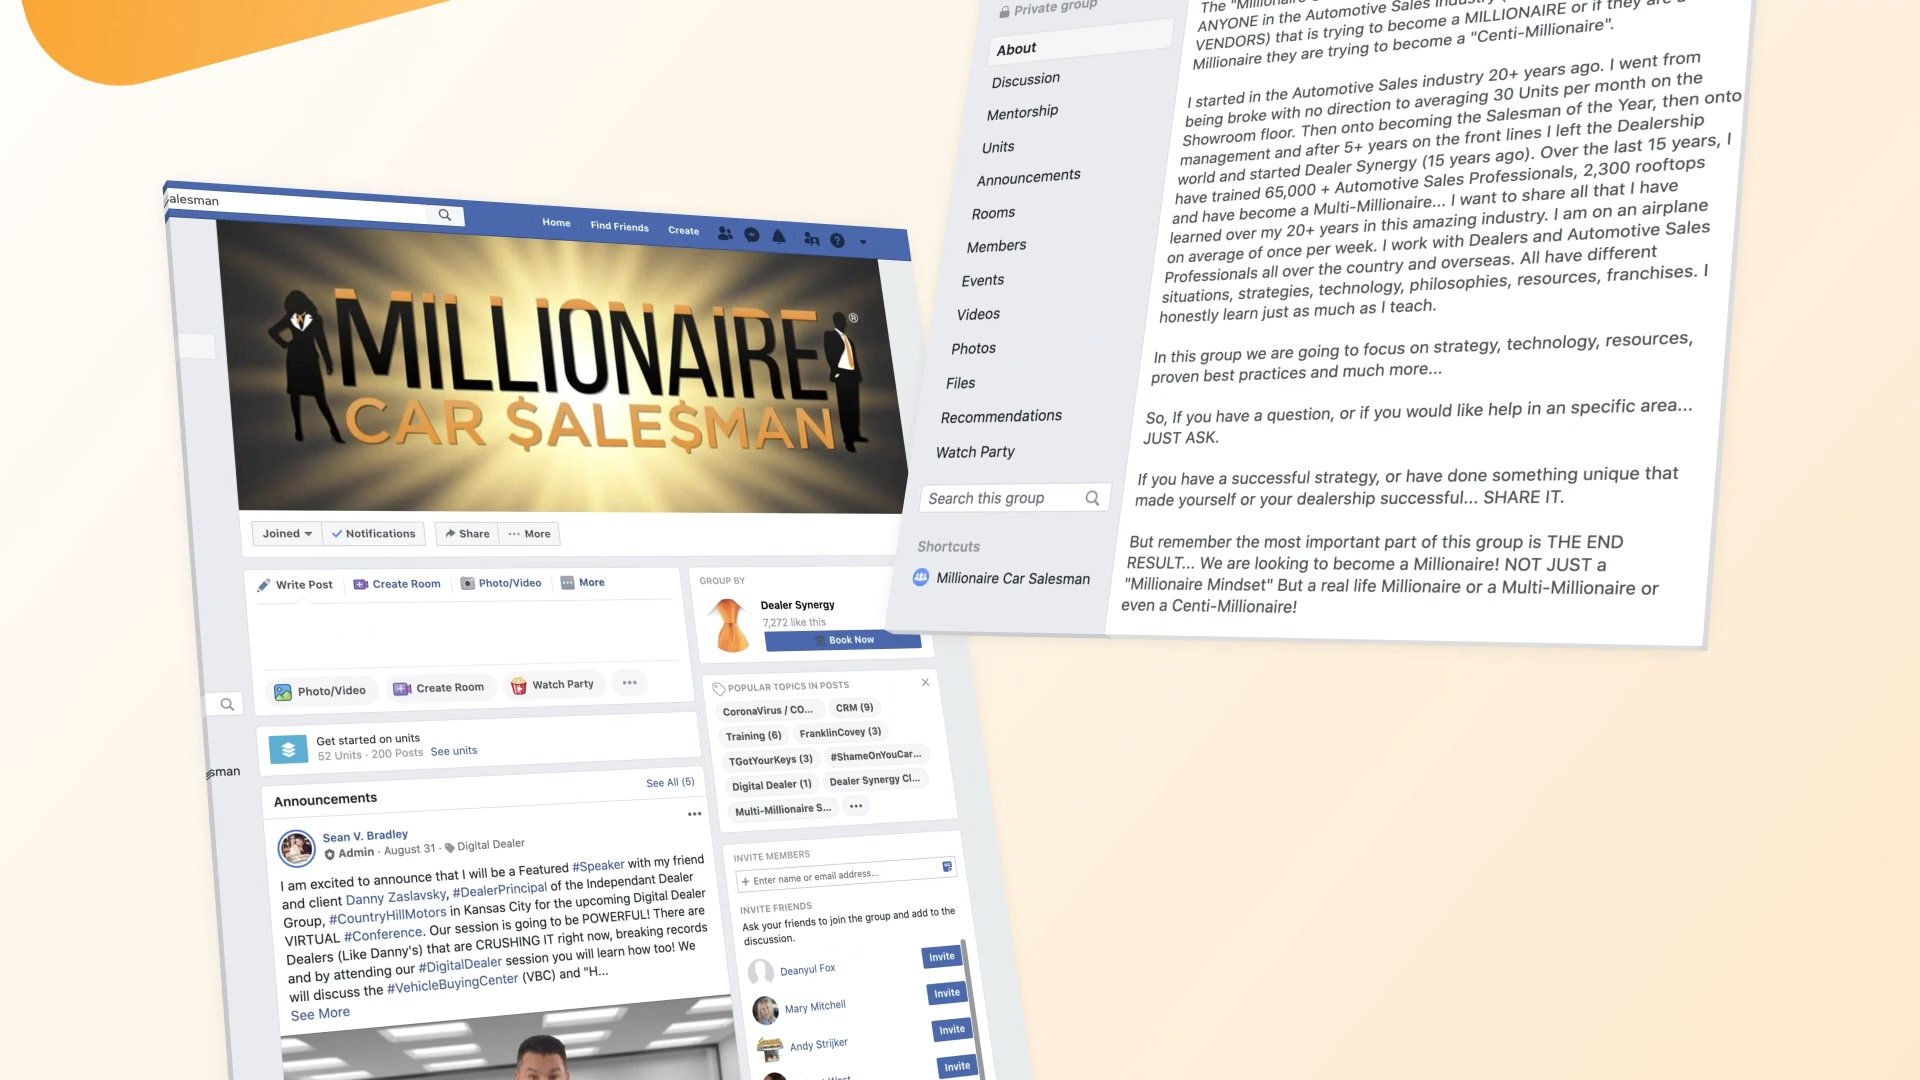 alesman
Home
Find Friends
Create
MILLIONAIRE
®
CAR $ALE$MAN
Joined
Notifications
Share
More
Write Post
Create Room
Photo/Video
More
Photo/Video
Create Room
Watch Party
Get started on units
52 Units · 200 Posts See units
sman
Announcements
See All (5)
Sean V. Bradley
Admin · August 31 · Digital Dealer
I am excited to announce that I will be a Featured #Speaker with my friend
and client Danny Zaslavsky, #DealerPrincipal of the Independant Dealer
Group, #CountryHillMotors in Kansas City for the upcoming Digital Dealer
VIRTUAL #Conference. Our session is going to be POWERFUL! There are
Dealers (Like Danny's) that are CRUSHING IT right now, breaking records
and by attending our #DigitalDealer session you will learn how too! We
will discuss the #VehicleBuyingCenter (VBC) and "H...
See More
GROUP BY
Dealer Synergy
7,272 like this
Book Now
POPULAR TOPICS IN POSTS
CoronaVirus / CO...
CRM (9)
Training (6)
FranklinCovey (3)
TGotYourKeys (3)
#ShameOnYouCar...
Digital Dealer (1)
Dealer Synergy Cl...
Multi-Millionaire S...
INVITE MEMBERS
+ Enter name or email address...
INVITE FRIENDS
Ask your friends to join the group and add to the
discussion.
Deanyul Fox
Invite
Mary Mitchell
Invite
Andy Strijker
Invite
West
Invite
Private group
About
Discussion
Mentorship
Units
Announcements
Rooms
Members
Events
Videos
Photos
Files
Recommendations
Watch Party
Search this group
Shortcuts
Millionaire Car Salesman
The "Millionaire
ANYONE in the Automotive Sales Industry
VENDORS) that is trying to become a MILLIONAIRE or if they are a
Millionaire they are trying to become a "Centi-Millionaire".
I started in the Automotive Sales industry 20+ years ago. I went from
being broke with no direction to averaging 30 Units per month on the
Showroom floor. Then onto becoming the Salesman of the Year, then onto
management and after 5+ years on the front lines I left the Dealership
world and started Dealer Synergy (15 years ago). Over the last 15 years, I
have trained 65,000 + Automotive Sales Professionals, 2,300 rooftops
and have become a Multi-Millionaire... I want to share all that I have
learned over my 20+ years in this amazing industry. I am on an airplane
on average of once per week. I work with Dealers and Automotive Sales
Professionals all over the country and overseas. All have different
situations, strategies, technology, philosophies, resources, franchises. I
honestly learn just as much as I teach.
In this group we are going to focus on strategy, technology, resources,
proven best practices and much more...
So, If you have a question, or if you would like help in an specific area...
JUST ASK.
If you have a successful strategy, or have done something unique that
made yourself or your dealership successful... SHARE IT.
But remember the most important part of this group is THE END
RESULT... We are looking to become a Millionaire! NOT JUST a
"Millionaire Mindset" But a real life Millionaire or a Multi-Millionaire or
even a Centi-Millionaire!